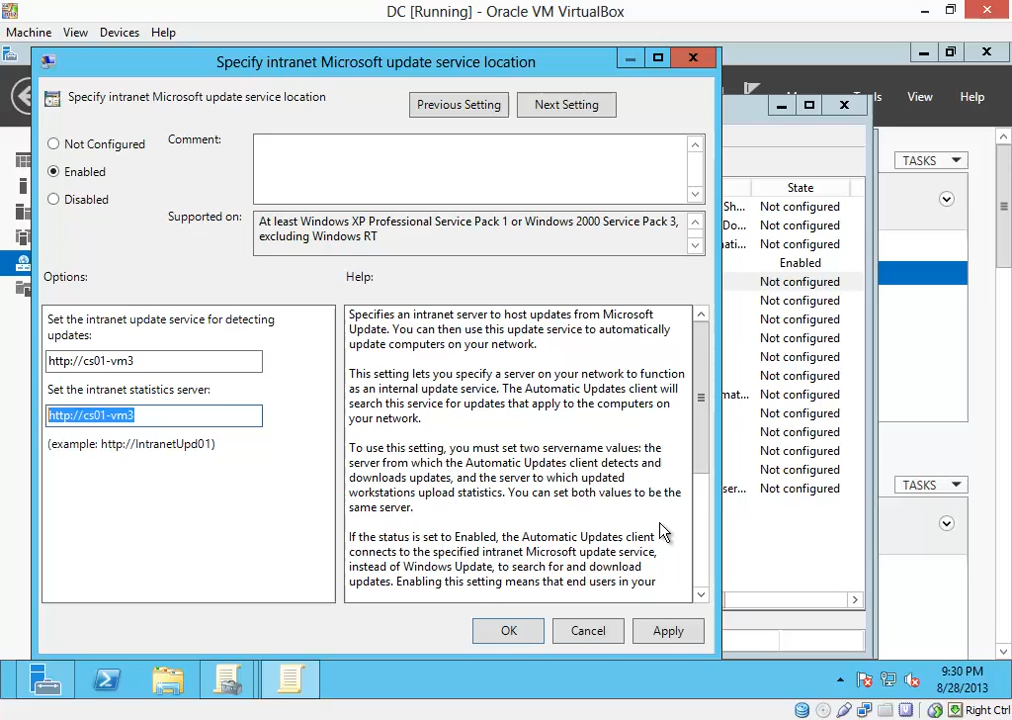 DC [Running] - Oracle VM VirtualBox
Machine View Devices Help
Specify intranet Microsoft update service location
Specify intranet Microsoft update service location
Previous Setting
Next Setting
View
Help
Not Configured
Enabled
Disabled
Comment:
Supported on:
At least Windows XP Professional Service Pack 1 or Windows 2000 Service Pack 3,
excluding Windows RT
Options:
Help:
Set the intranet update service for detecting
updates:
http://cs01-vm3
Set the intranet statistics server:
http://cs01-vm3
(example: http://IntranetUpd01)
Specifies an intranet server to host updates from Microsoft
Update. You can then use this update service to automatically
update computers on your network.
This setting lets you specify a server on your network to function
as an internal update service. The Automatic Updates client will
search this service for updates that apply to the computers on
your network.
To use this setting, you must set two servername values: the
server from which the Automatic Updates client detects and
downloads updates, and the server to which updated
workstations upload statistics. You can set both values to be the
same server.
If the status is set to Enabled, the Automatic Updates client
connects to the specified intranet Microsoft update service,
instead of Windows Update, to search for and download
updates. Enabling this setting means that end users in your
OK
Cancel
Apply
State
Sh... Not configured
Do... Not configured
ati... Not configured
Enabled
Not configured
Not configured
Not configured
Not configured
Not configured
Not configured
mat... Not configured
Not configured
Not configured
Not configured
Not configured
ser... Not configured
TASKS
TASKS
9:30 PM
8/28/2013
Right Ctrl